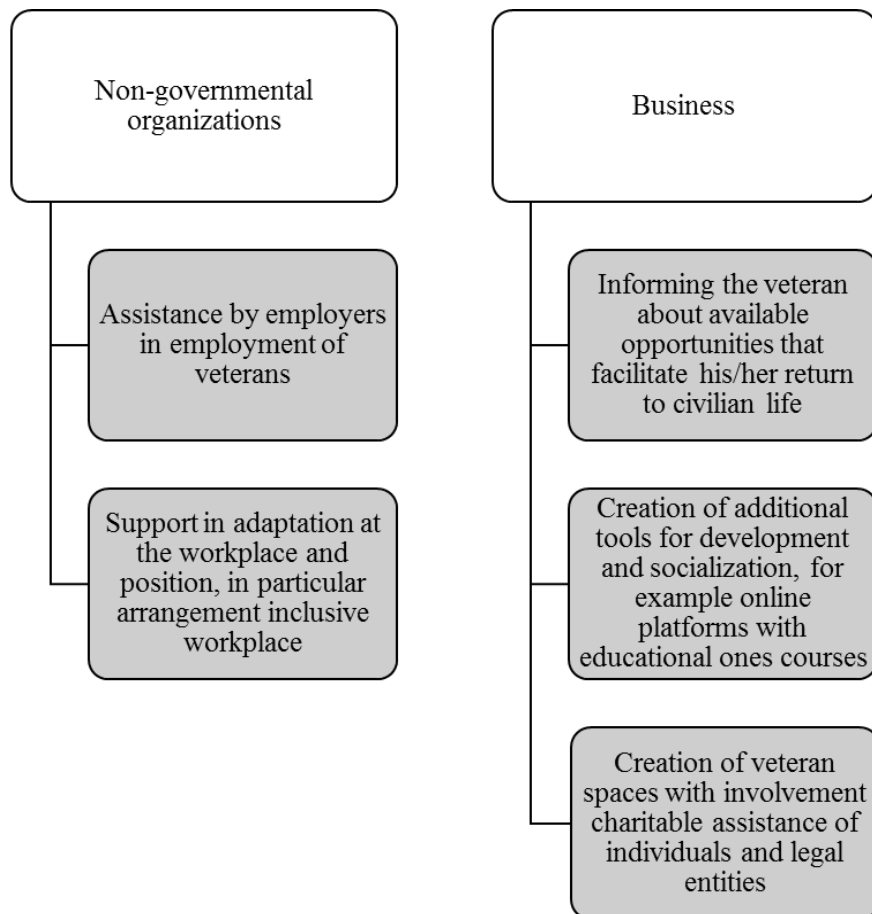 Non-governmental
organizations
Assistance by employers
in employment of
veterans
Support in adaptation at
the workplace and
position, in particular
arrangement inclusive
workplace
Business
Informing the veteran
about available
opportunities that
facilitate his/her return
to civilian life
Creation of additional
tools for development
and socialization, for
example online
platforms with
educational ones courses
Creation of veteran
spaces with involvement
charitable assistance of
individuals and legal
entities